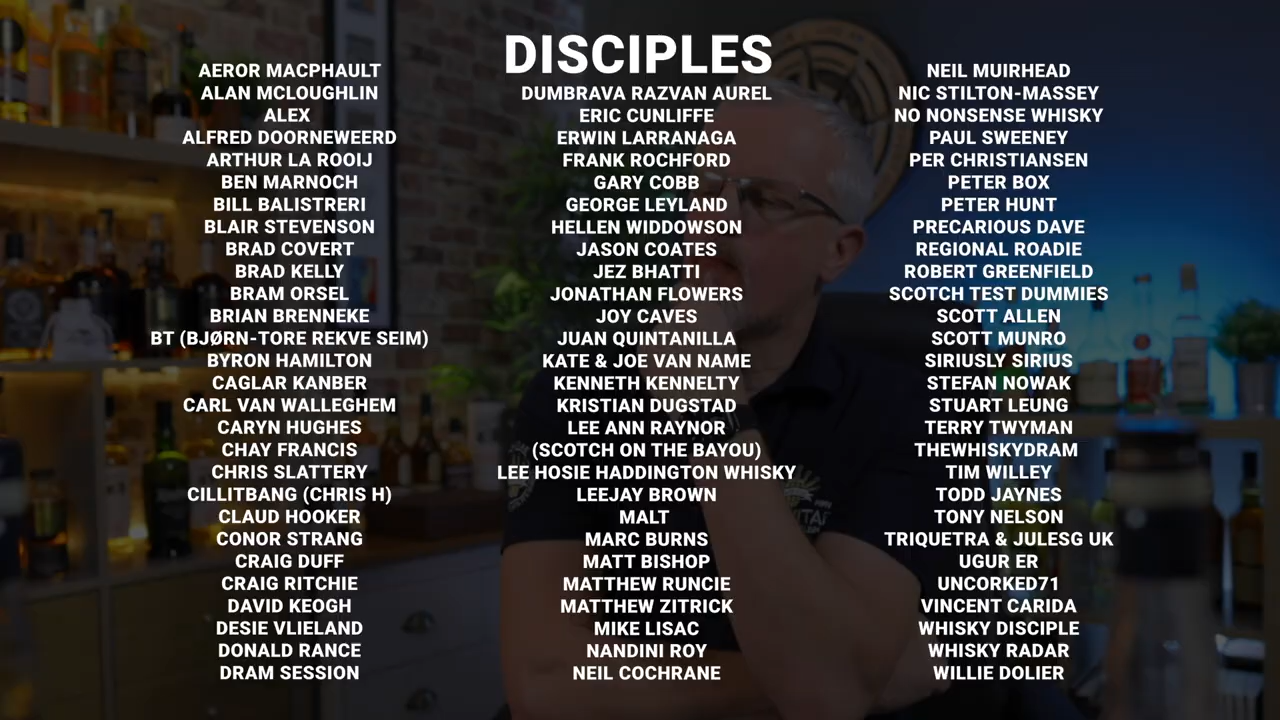 DISCIPLES
AEROR MACPHAULT
ALAN MCLOUGHLIN
ALEX
ALFRED DOORNEWEERD
ARTHUR LA ROOIJ
BEN MARNOCH
BILL BALISTRERI
BLAIR STEVENSON
BRAD COVERT
BRAD KELLY
BRAM ORSEL
BRIAN BRENNEKE
BT (BJØRN-TORE REKVE SEIM)
BYRON HAMILTON
CAGLAR KANBER
CARL VAN WALLEGHEM
CARYN HUGHES
CHAY FRANCIS
CHRIS SLATTERY
CILLITBANG (CHRIS H)
CLAUD HOOKER
CONOR STRANG
CRAIG DUFF
CRAIG RITCHIE
DAVID KEOGH
DESIE VLIELAND
DONALD RANCE
DRAM SESSION
DUMBRAVA RAZVAN AUREL
ERIC CUNLIFFE
ERWIN LARRANAGA
FRANK ROCHFORD
GARY COBB
GEORGE LEYLAND
HELLEN WIDDOWSON
JASON COATES
JEZ BHATTI
JONATHAN FLOWERS
JOY CAVES
JUAN QUINTANILLA
KATE & JOE VAN NAME
KENNETH KENNELTY
KRISTIAN DUGSTAD
LEE ANN RAYNOR
(SCOTCH ON THE BAYOU)
LEE HOSIE HADDINGTON WHISKY
LEEJAY BROWN
MALT
MARC BURNS
MATT BISHOP
MATTHEW RUNCIE
MATTHEW ZITRICK
MIKE LISAC
NANDINI ROY
NEIL COCHRANE
NEIL MUIRHEAD
NIC STILTON-MASSEY
NO NONSENSE WHISKY
PAUL SWEENEY
PER CHRISTIANSEN
PETER BOX
PETER HUNT
PRECARIOUS DAVE
REGIONAL ROADIE
ROBERT GREENFIELD
SCOTCH TEST DUMMIES
SCOTT ALLEN
SCOTT MUNRO
SIRIUSLY SIRIUS
STEFAN NOWAK
STUART LEUNG
TERRY TWYMAN
THEWHISKYDRAM
TIM WILLEY
TODD JAYNES
TONY NELSON
TRIQUETRA & JULESG UK
UGUR ER
UNCORKED71
VINCENT CARIDA
WHISKY DISCIPLE
WHISKY RADAR
WILLIE DOLIER